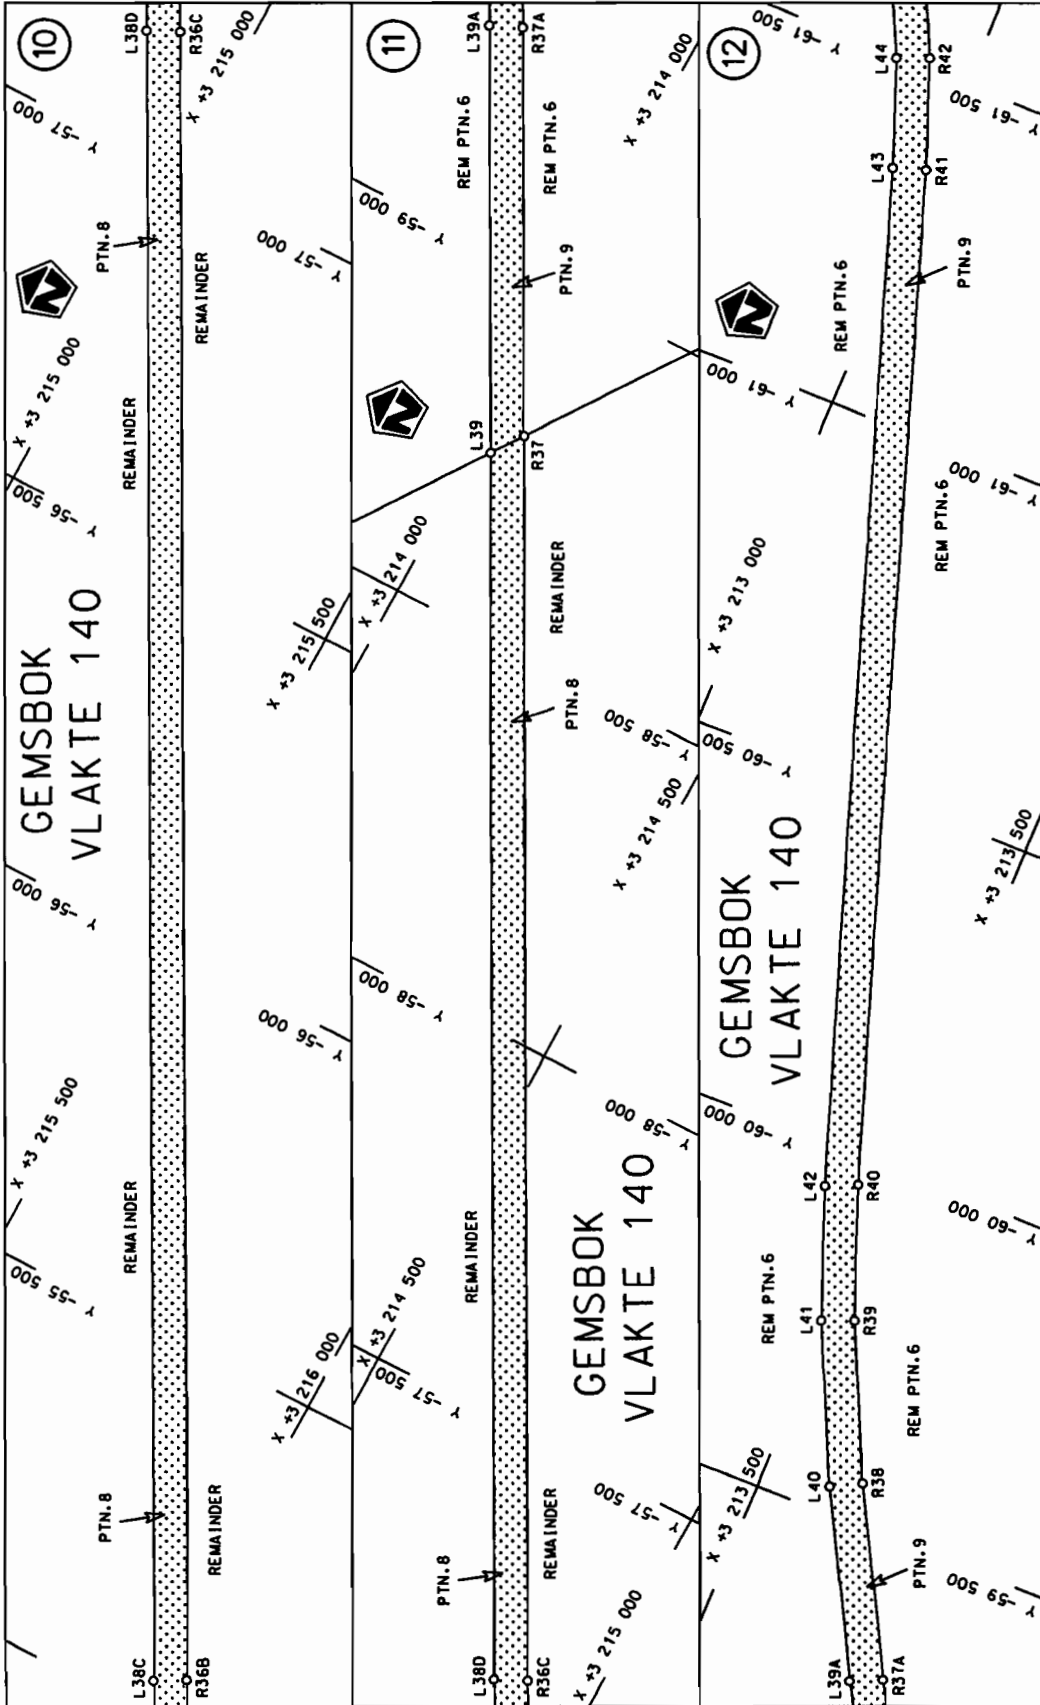 10
L38D
R36C
X +3 215 000
Y -57 000
PTN.8
REMAINDER
REMAINDER
Y -57 000
N
X +3 215 000
Y -56 500
GEMSBOK
VLAKTE 140
X +3 215 500
Y -56 000
Y -56 000
X +3 215 500
REMAINDER
Y -55 500
X +3 216 000
PTN.8
REMAINDER
L38C
R36B
11
L39A
R37A
X +3 214 000
REM PTN.6
REM PTN.6
Y -59 000
PTN.9
N
L39
R37
X +3 214 000
REMAINDER
PTN.8
Y -58 500
X +3 214 500
Y -58 000
Y -58 000
GEMSBOK
VLAKTE 140
REMAINDER
X +3 214 500
Y -57 500
Y -57 500
PTN.8
REMAINDER
X +3 215 000
L38D
R36C
12
Y -61 500
L44
R42
Y -61 500
L43
R41
PTN.9
REM PTN.6
N
Y -61 000
REM PTN.6
Y -61 000
X +3 213 000
Y -60 500
GEMSBOK
VLAKTE 140
X +3 213 500
Y -60 000
L42
R40
Y -60 000
REM PTN.6
L41
R39
REM PTN.6
X +3 213 500
L40
R38
PTN.9
Y -59 500
L39A
R37A